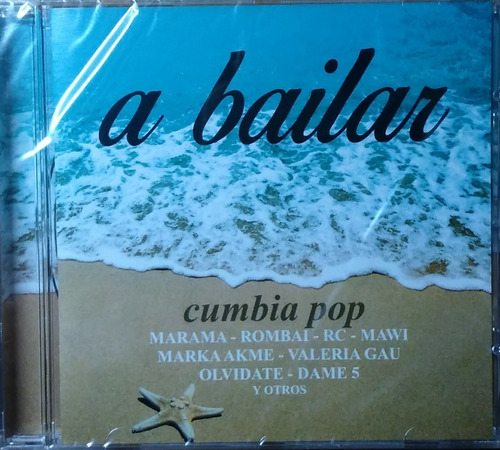 a bailar
cumbia pop
MARAMA - ROMBAI - RC - MAWI
MARKA AKME - VALERIA GAU
OLVIDATE - DAME 5
Y OTROS